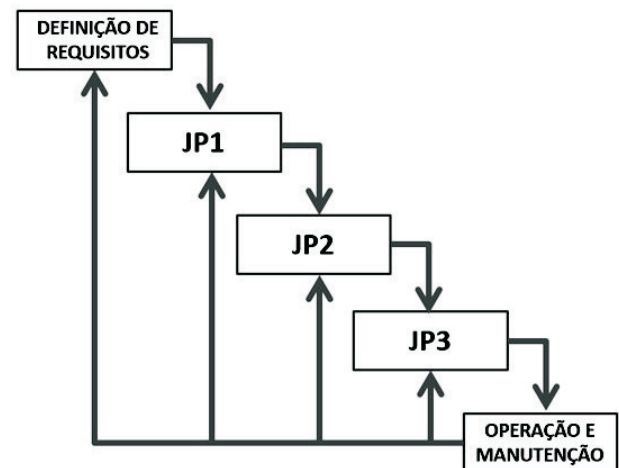 DEFINIÇÃO DE
REQUISITOS
JP1
JP2
JP3
OPERAÇÃO E
MANUTENÇÃO